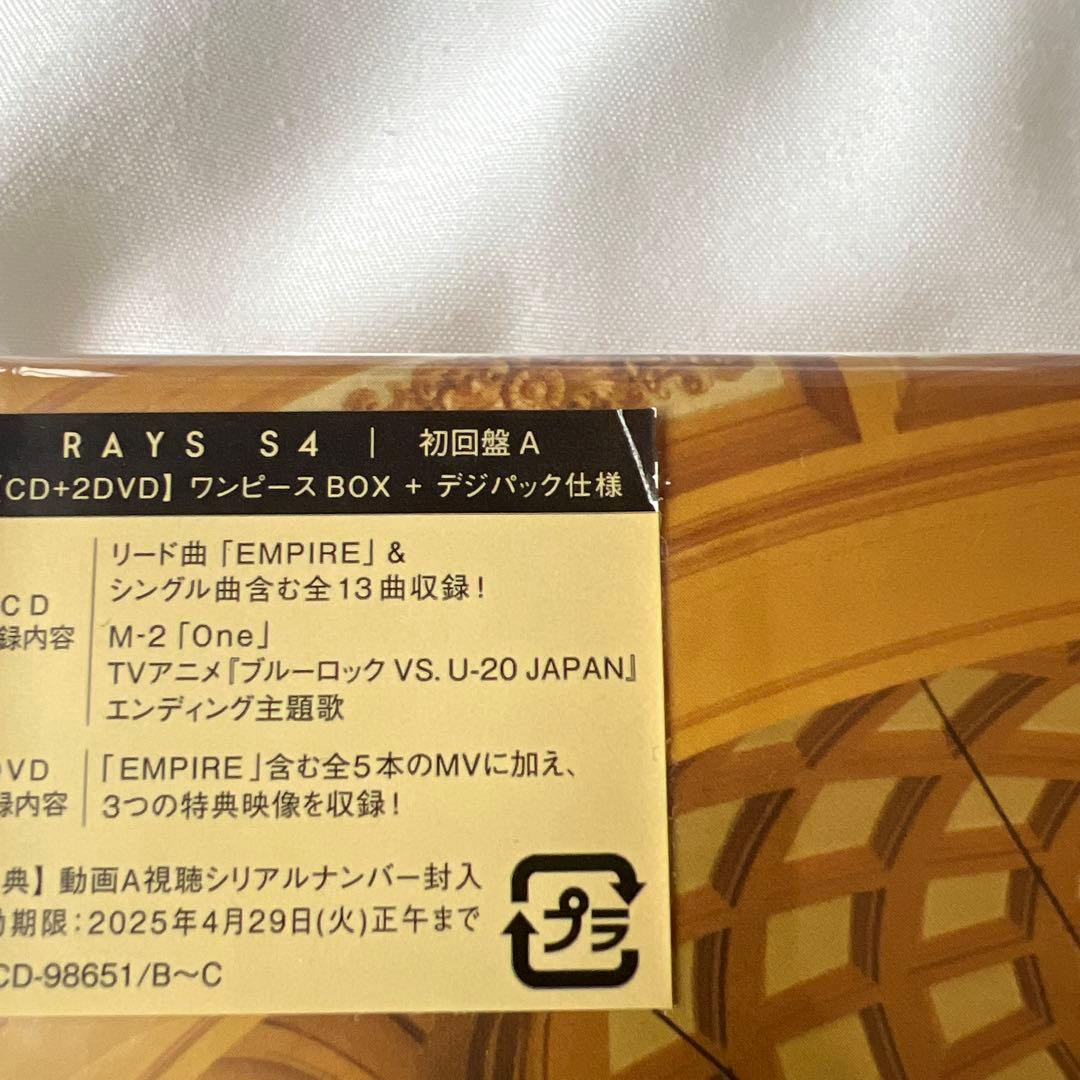 RAYS S4 | 初回盤 A
【CD+2DVD】ワンピースBOX + デジパック仕様
リード曲「EMPIRE」&
シングル曲含む全13曲収録!
CD
録内容
M-2「One」
TVアニメ『ブルーロック VS. U-20 JAPAN』
エンディング主題歌
DVD
録内容
「EMPIRE」含む全5本のMVに加え、
3つの特典映像を収録!
典】動画A視聴シリアルナンバー封入
期限:2025年4月29日(火)正午まで
CD-98651/B〜C
プラ